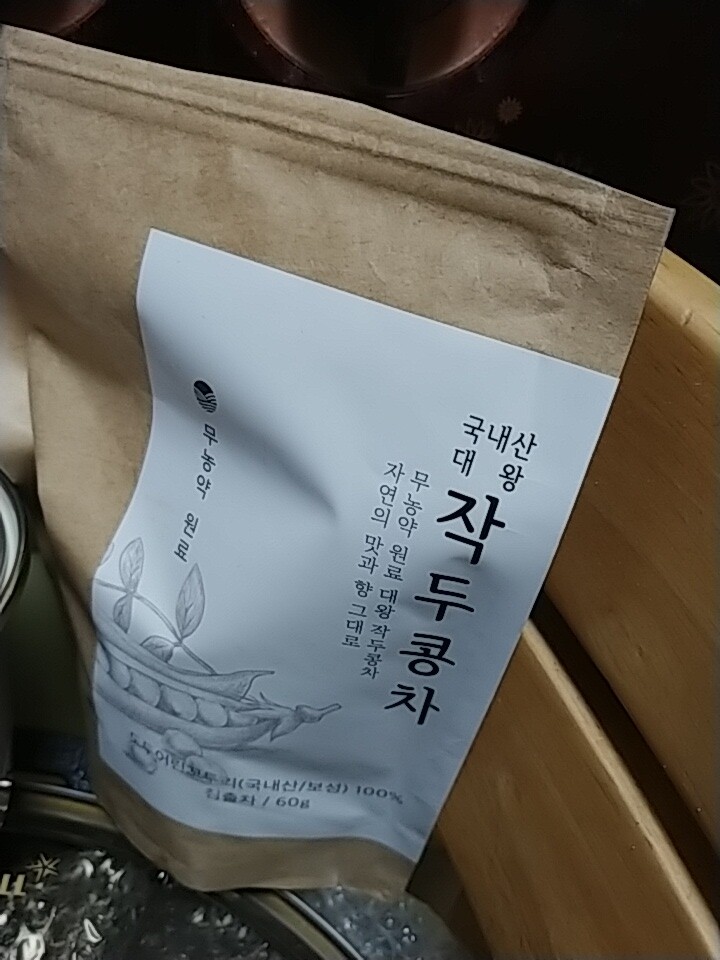 국내산
대왕
작두콩차
무농약 원료 대왕 작두콩차
자연의 맛과 향 그대로
무농약 원료
(국내산/보성) 100%
침출차 / 60g